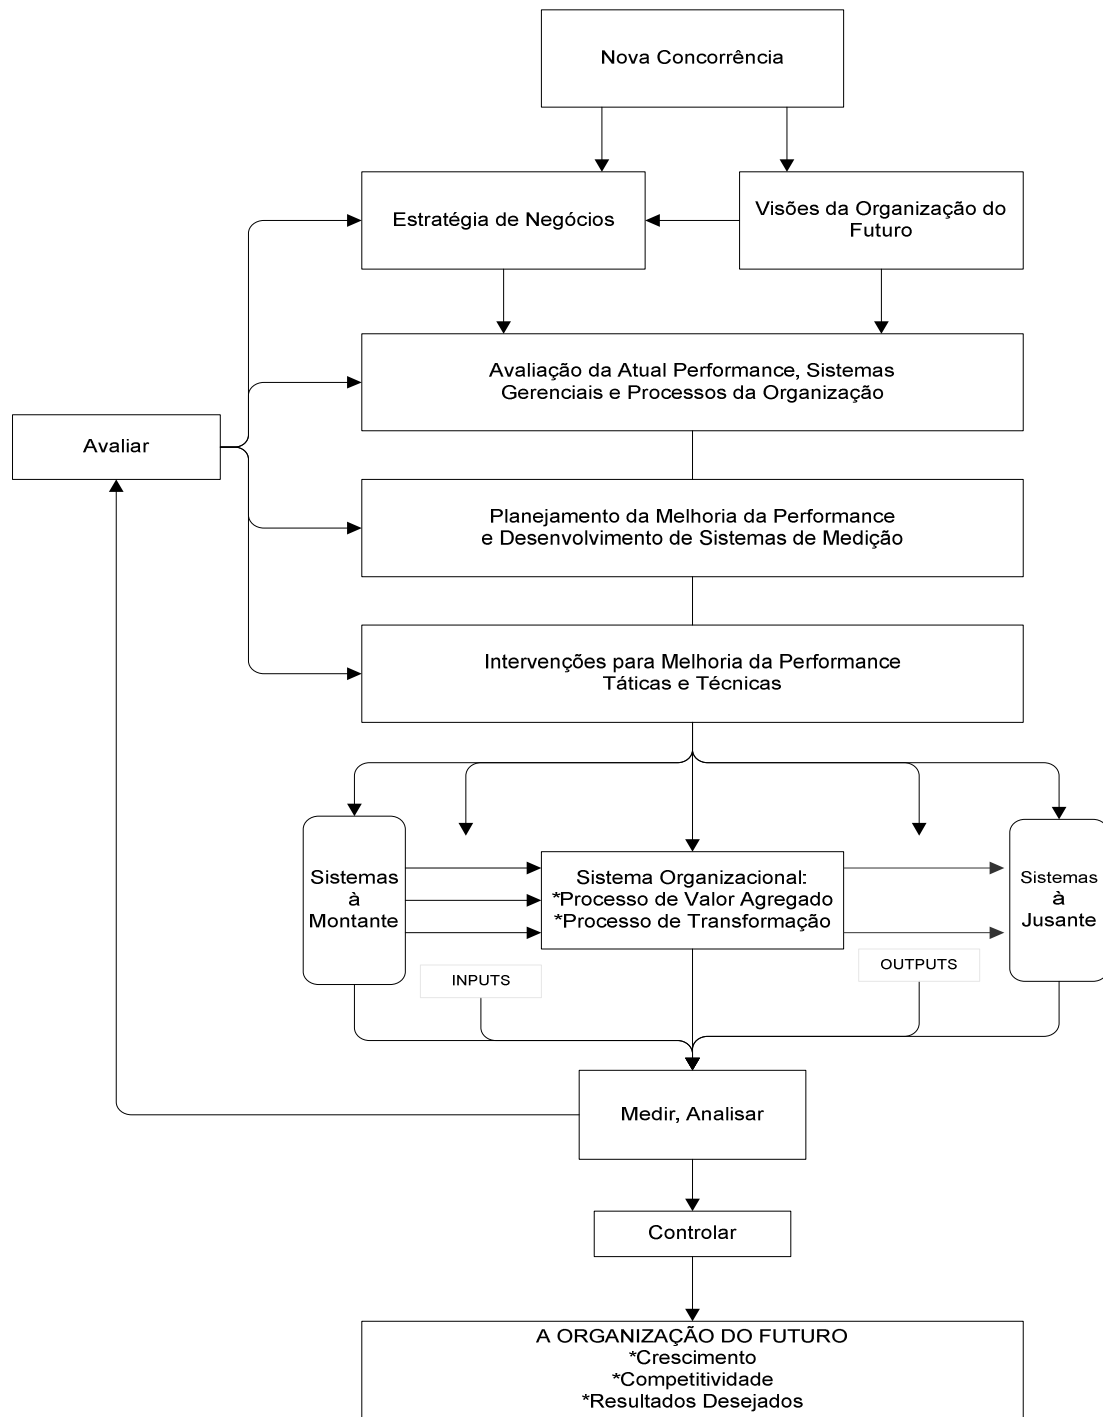 Nova Concorrência
Estratégia de Negócios
Visões da Organização do
Futuro
Avaliação da Atual Performance, Sistemas
Gerenciais e Processos da Organização
Avaliar
Planejamento da Melhoria da Performance
e Desenvolvimento de Sistemas de Medição
Intervenções para Melhoria da Performance
Táticas e Técnicas
Sistemas
à
Montante
Sistema Organizacional:
*Processo de Valor Agregado
*Processo de Transformação
Sistemas
à
Jusante
INPUTS
OUTPUTS
Medir, Analisar
Controlar
A ORGANIZAÇÃO DO FUTURO
*Crescimento
*Competitividade
*Resultados Desejados